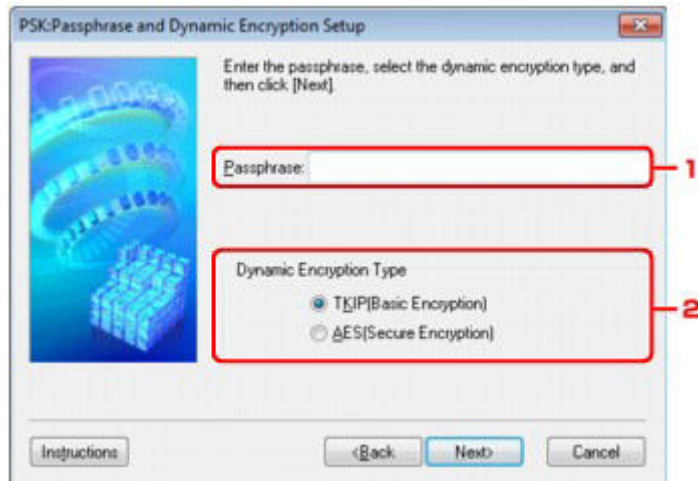 PSK:Passphrase and Dynamic Encryption Setup
Enter the passphrase, select the dynamic encryption type, and
then click [Next].
Passphrase:
1
Dynamic Encryption Type
TKIP(Basic Encryption)
AES(Secure Encryption)
2
Instructions
<Back
Next>
Cancel